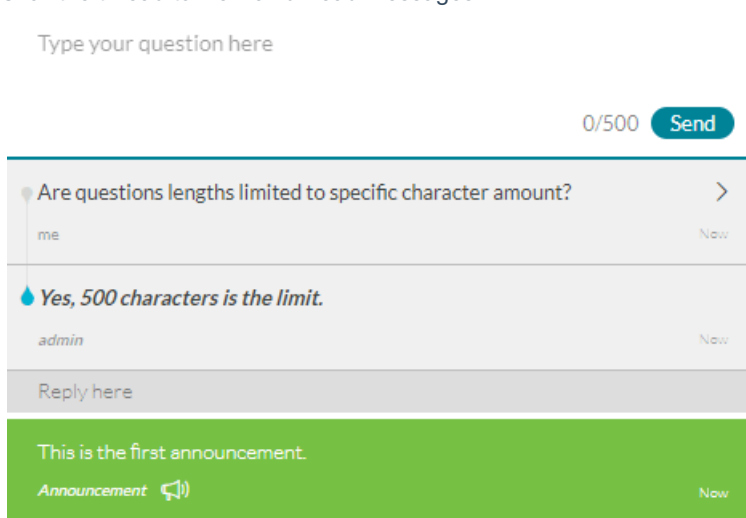 Type your question here
0/500 Send
Are questions lengths limited to specific character amount?
me Now
Yes, 500 characters is the limit.
admin Now
Reply here
This is the first announcement.
Announcement Now